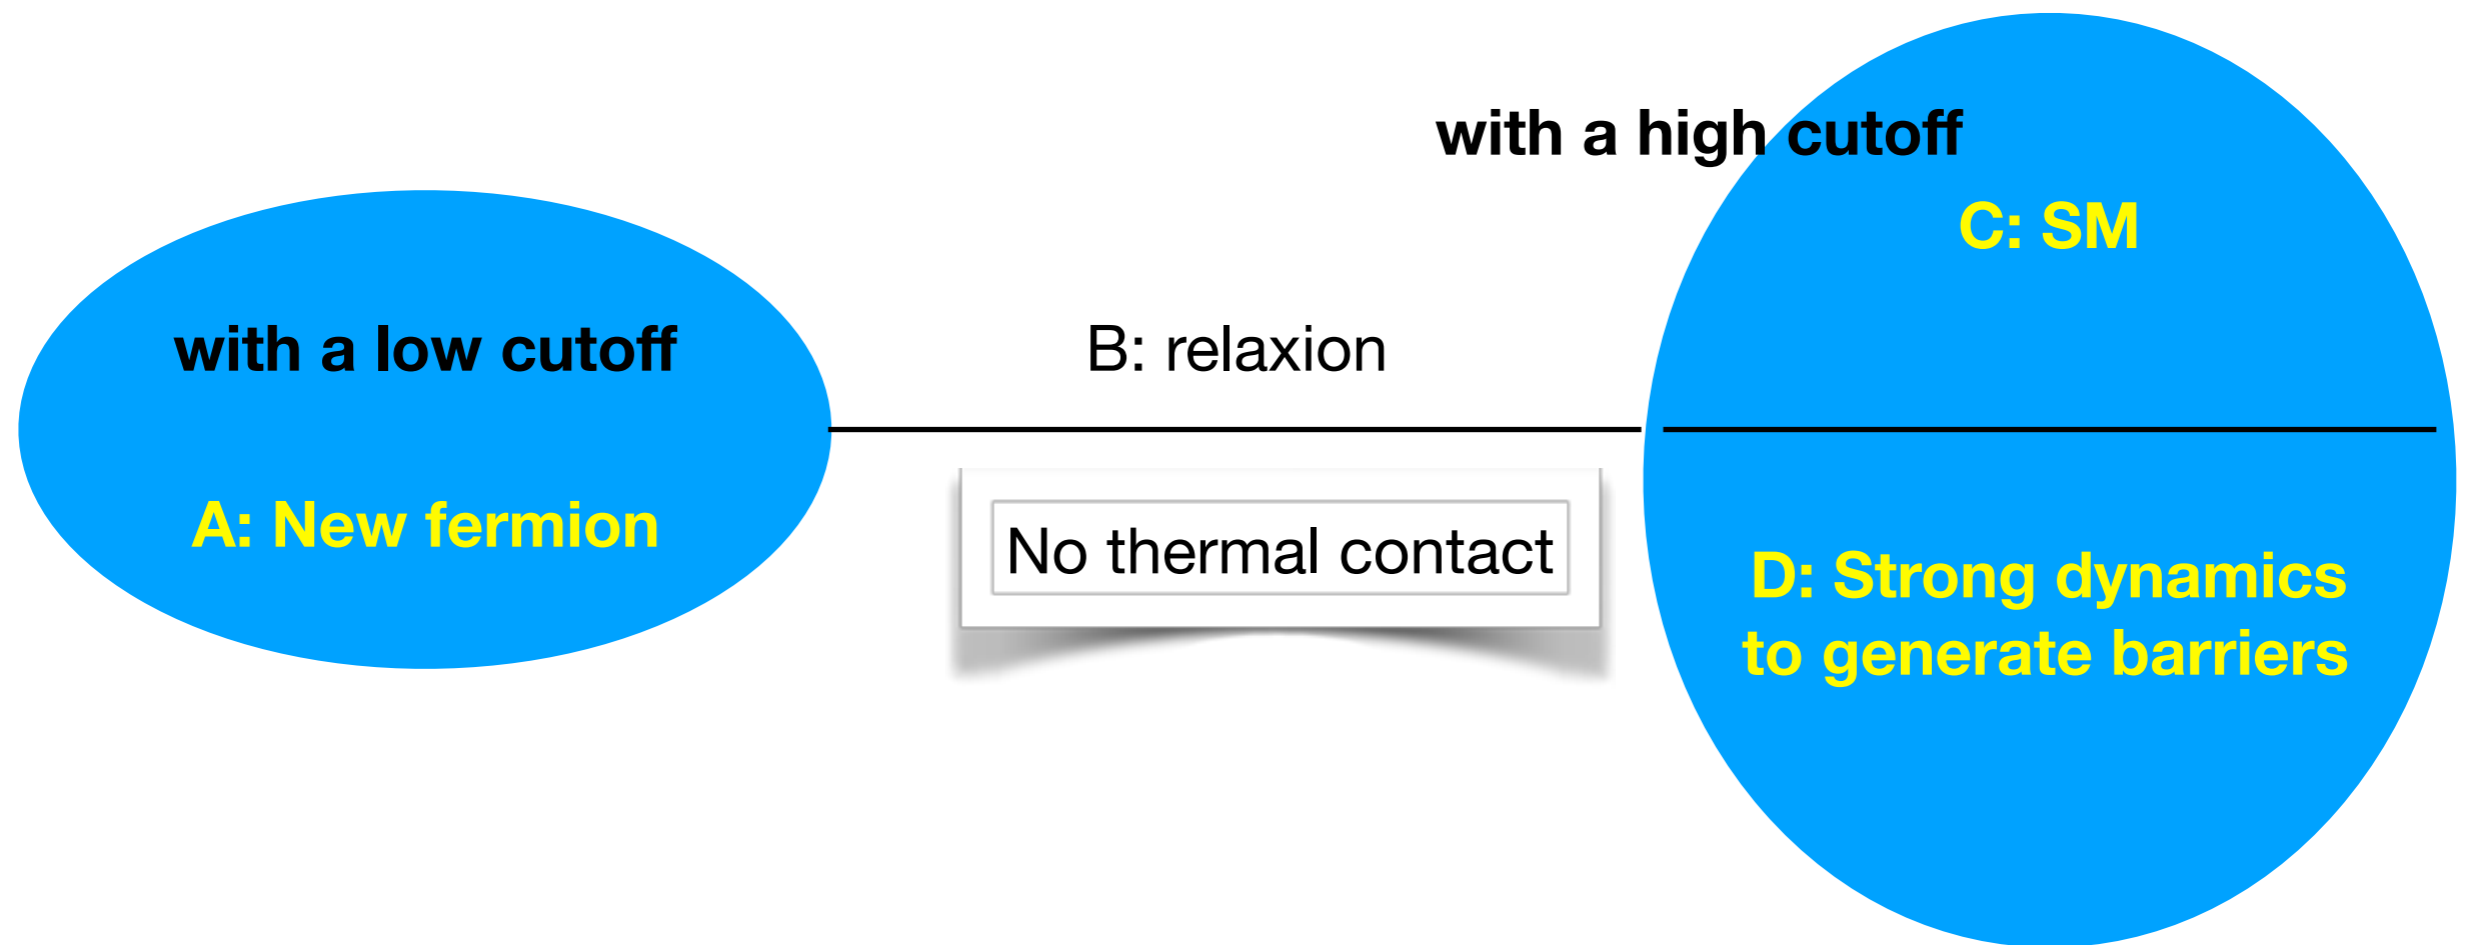 with a high cutoff
C: SM
with a low cutoff
B: relaxion
A: New fermion
No thermal contact
D: Strong dynamics
to generate barriers